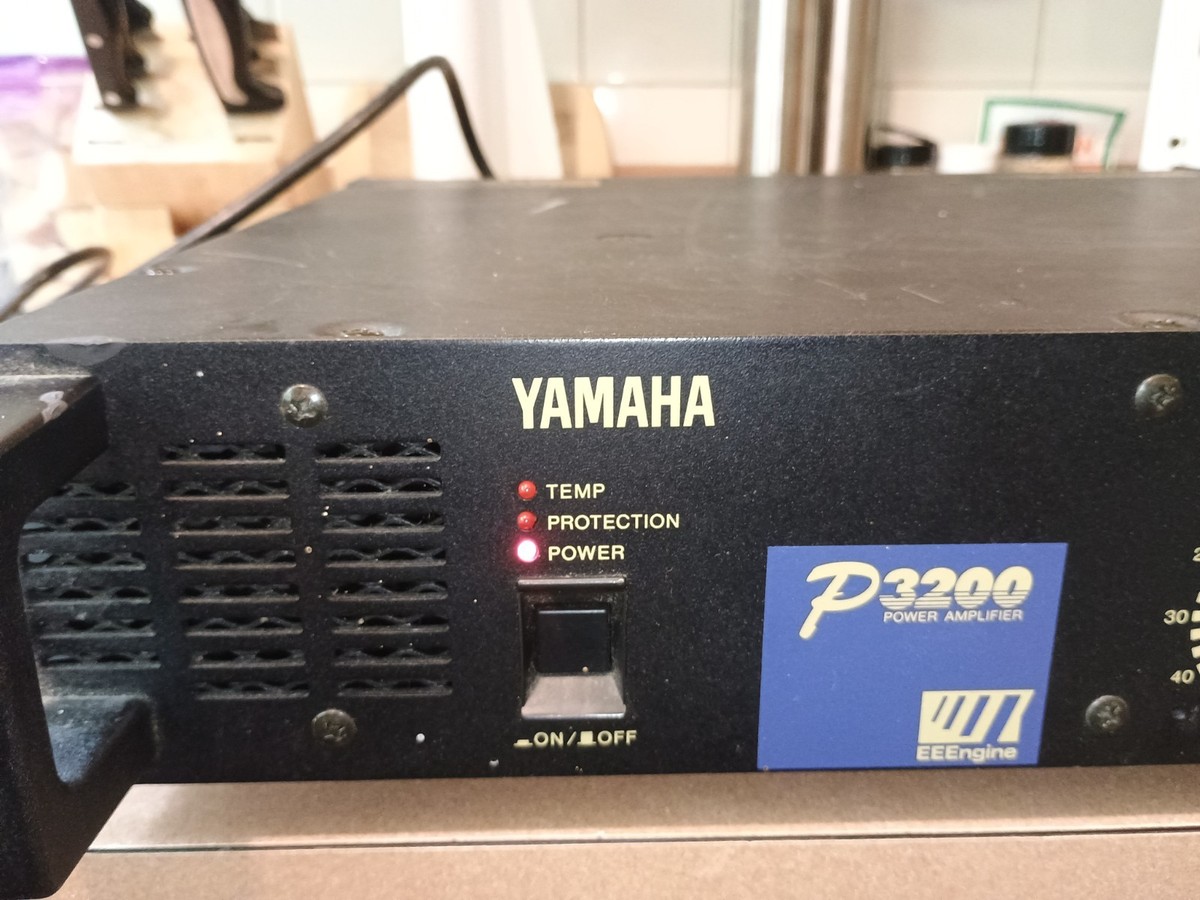 YAMAHA
TEMP
PROTECTION
POWER
ON/ OFF
P3200
POWER AMPLIFIER
EEEngine
30
40